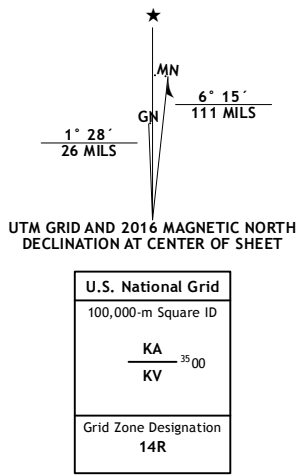 MN
GN
1° 28´
26 MILS
6° 15´
111 MILS
UTM GRID AND 2016 MAGNETIC NORTH
DECLINATION AT CENTER OF SHEET
U.S. National Grid
100,000-m Square ID
KA
3500
KV
Grid Zone Designation
14R